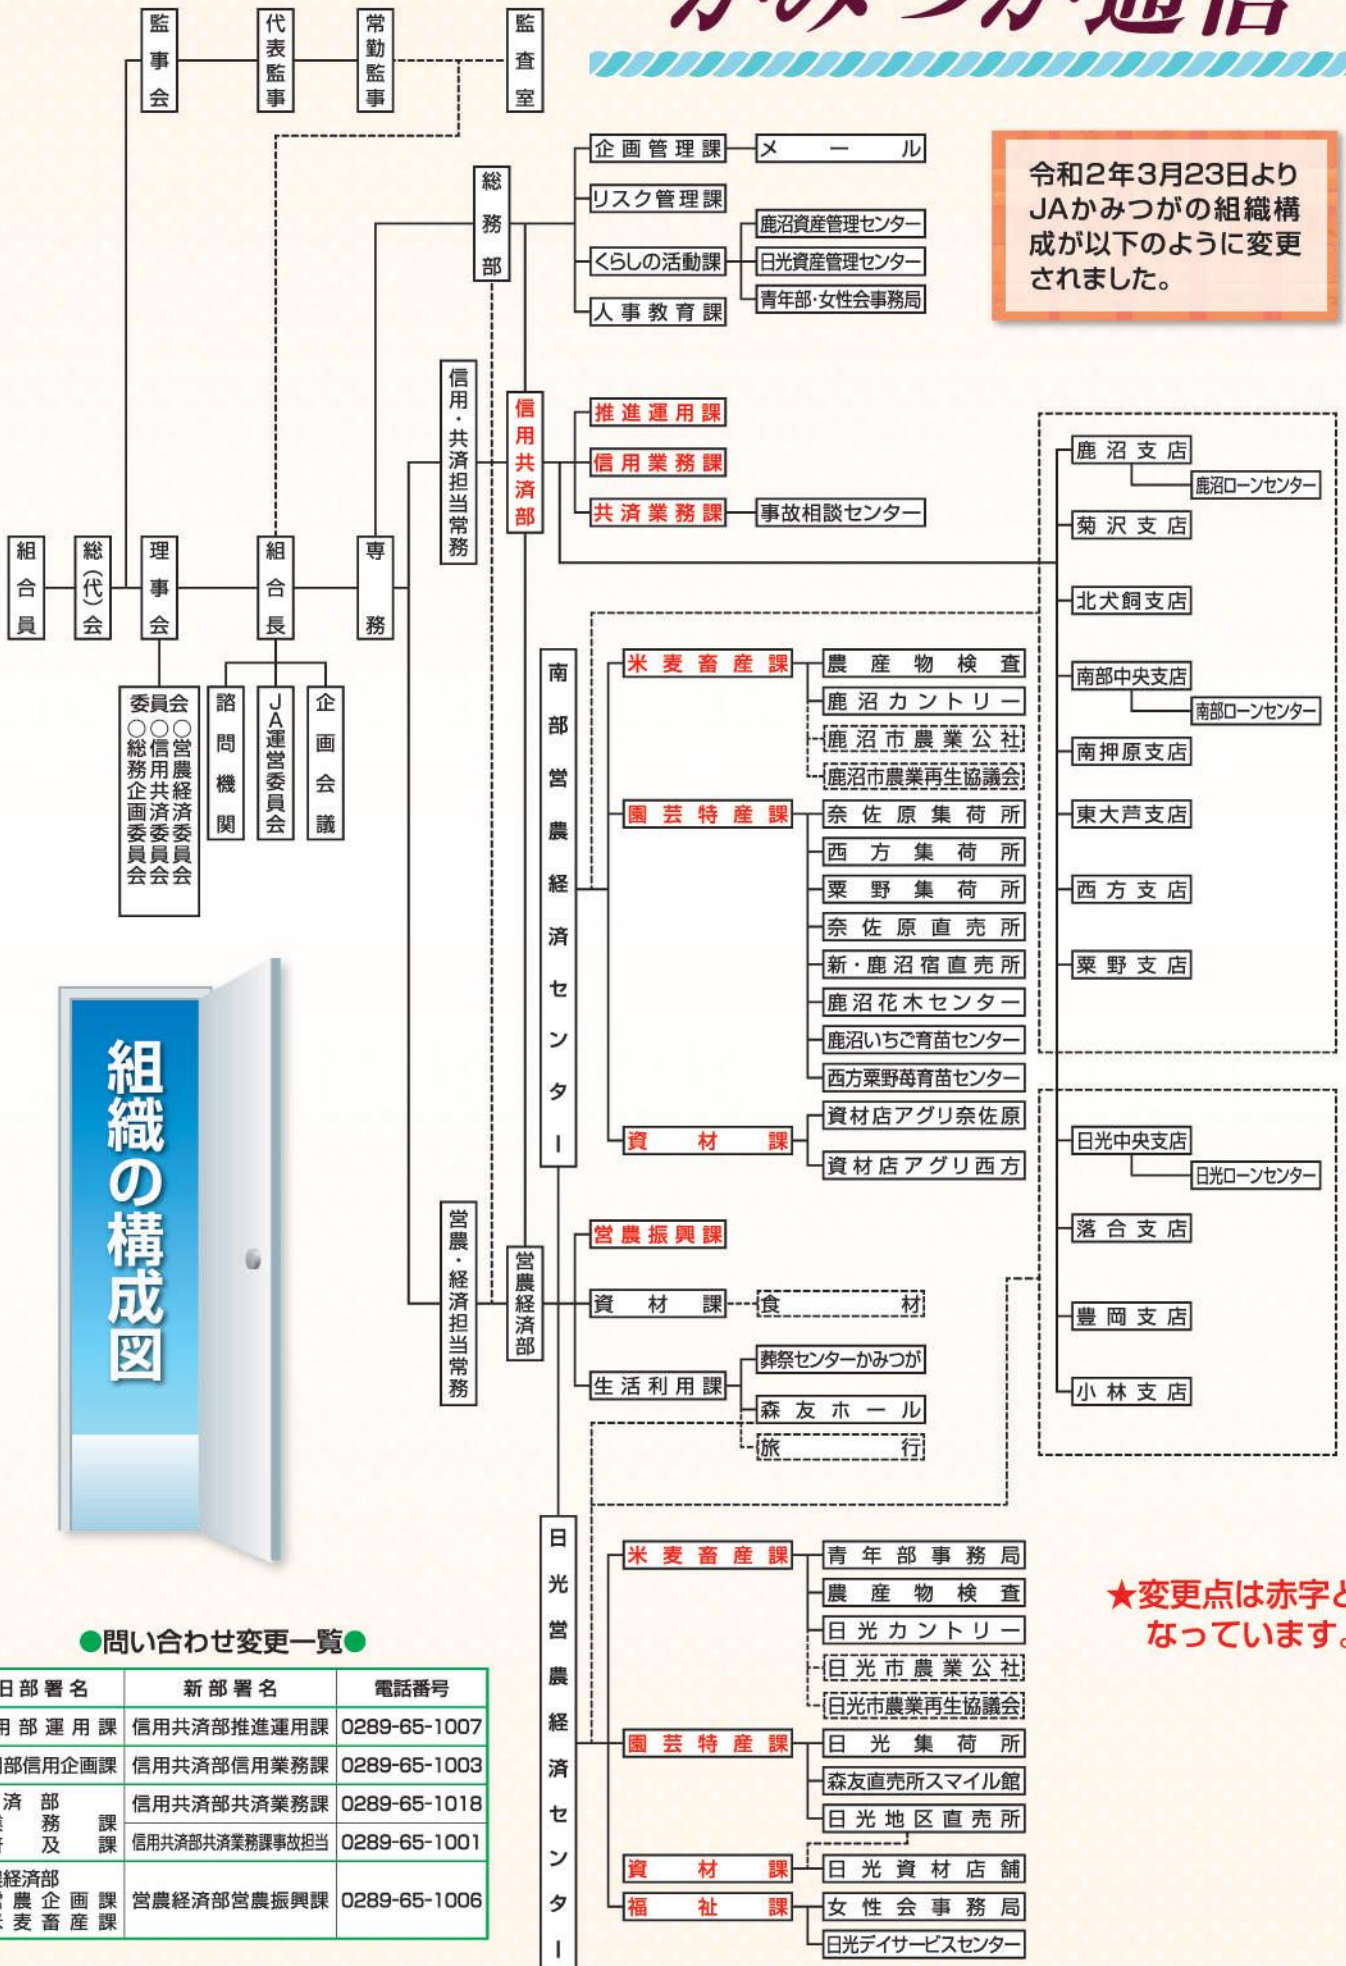 かみつが通信
令和2年3月23日より
JAかみつがの組織構
成が以下のように変更
されました。
監事会
代表監事
常勤監事
監査室
総務部
企画管理課
メール
リスク管理課
くらしの活動課
鹿沼資産管理センター
日光資産管理センター
青年部・女性会事務局
人事教育課
信用・共済担当常務
信用共済部
推進運用課
信用業務課
共済業務課
事故相談センター
組合員
総(代)会
理事会
組合長
専務
委員会
○営農経済委員会
○信用共済委員会
○総務企画委員会
諮問機関
JA運営委員会
企画会議
鹿沼支店
鹿沼ローンセンター
菊沢支店
北犬飼支店
南部中央支店
南部ローンセンター
南押原支店
東大芦支店
西方支店
粟野支店
日光中央支店
日光ローンセンター
落合支店
豊岡支店
小林支店
南部営農経済センター
米麦畜産課
農産物検査
鹿沼カントリー
鹿沼市農業公社
鹿沼市農業再生協議会
園芸特産課
奈佐原集荷所
西方集荷所
粟野集荷所
奈佐原直売所
新・鹿沼宿直売所
鹿沼花木センター
鹿沼いちご育苗センター
西方粟野苺育苗センター
資材課
資材店アグリ奈佐原
資材店アグリ西方
営農・経済担当常務
営農経済部
営農振興課
資材課
食材
生活利用課
葬祭センターかみつが
森友ホール
旅行
日光営農経済センター
米麦畜産課
青年部事務局
農産物検査
日光カントリー
日光市農業公社
日光市農業再生協議会
園芸特産課
日光集荷所
森友直売所スマイル館
日光地区直売所
資材課
日光資材店舗
福祉課
女性会事務局
日光デイサービスセンター
組織の構成図
★変更点は赤字と
なっています。
●問い合わせ変更一覧●
旧部署名 新部署名 電話番号
用部運用課 信用共済部推進運用課 0289-65-1007
部信用企画課 信用共済部信用業務課 0289-65-1003
済部
務課
及課
信用共済部共済業務課 0289-65-1018
信用共済部共済業務課事故担当 0289-65-1001
経済部
営農企画課
米麦畜産課
営農経済部営農振興課 0289-65-1006